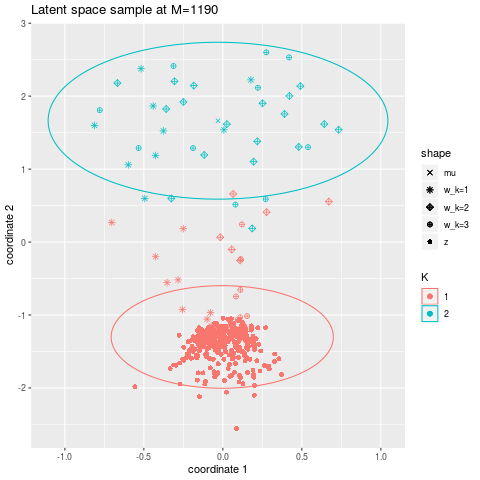 Latent space sample at M=1190
3
2
1
0
-1
-2
coordinate 2
-1.0
-0.5
0.0
0.5
1.0
coordinate 1
shape
mu
w_k=1
w_k=2
w_k=3
z
K
1
2